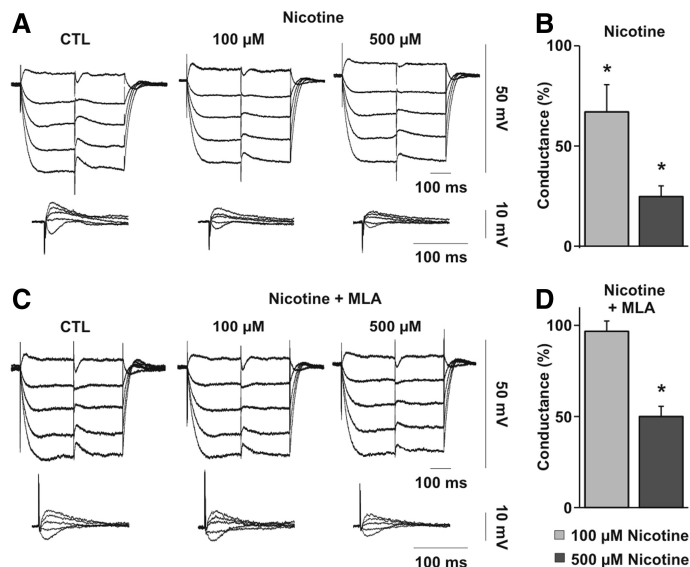 A
Nicotine
CTL
100 µM
500 µM
50 mV
100 ms
10 mV
100 ms
B
Nicotine
Conductance (%)
100
50
0
*
*
C
Nicotine + MLA
CTL
100 µM
500 µM
50 mV
100 ms
10 mV
100 ms
D
Nicotine
+ MLA
Conductance (%)
100
50
0
*
100 µM Nicotine
500 µM Nicotine